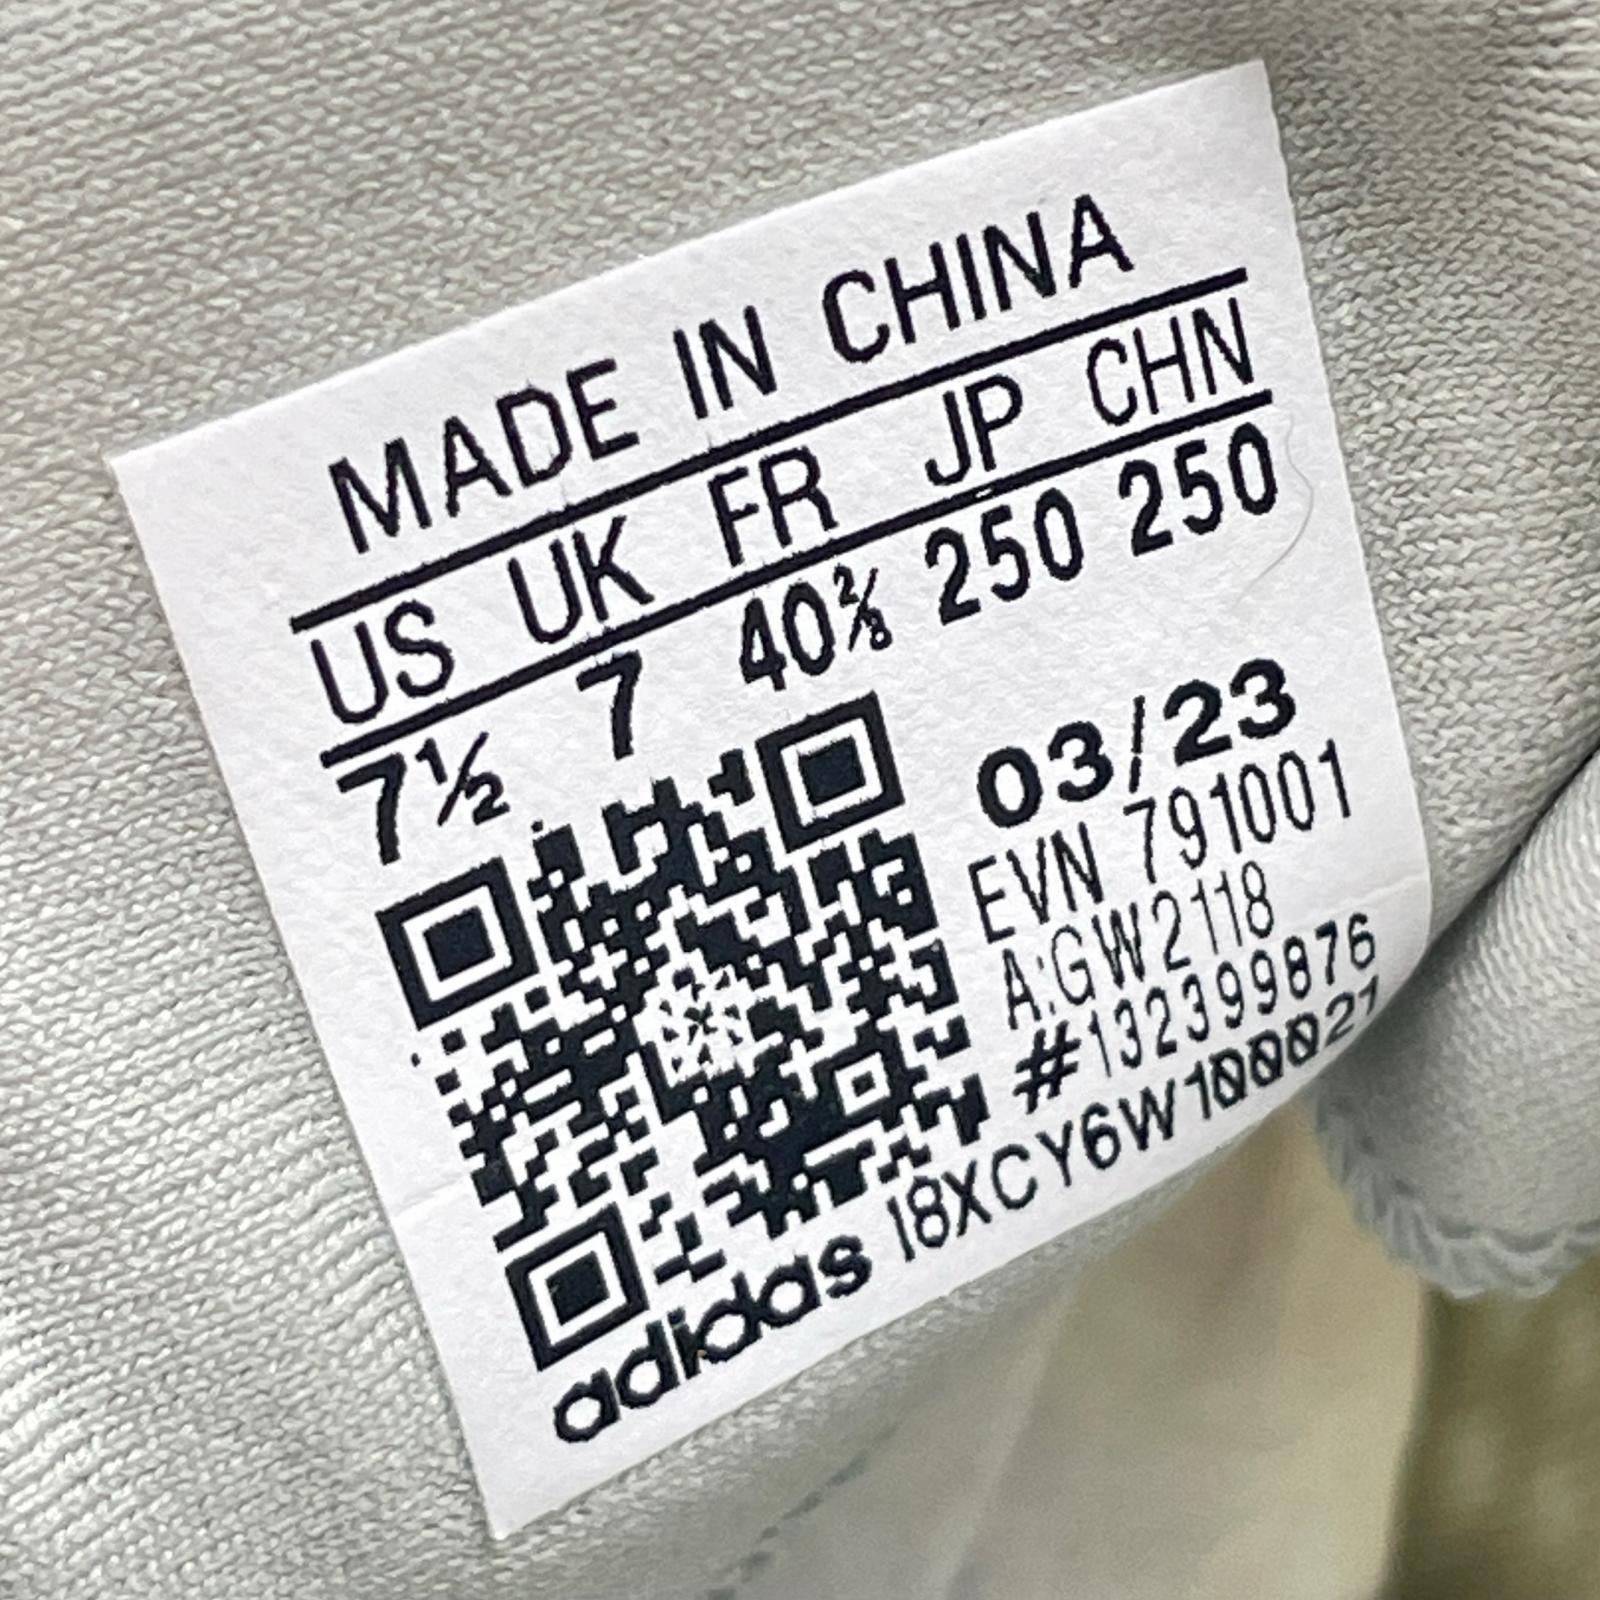 MADE IN CHINA
US UK FR JP CHN
7½ 7 40⅔ 250 250
03/23
EVN 791001
A:GW2118
#132399876
adidas I8XCY6W100021